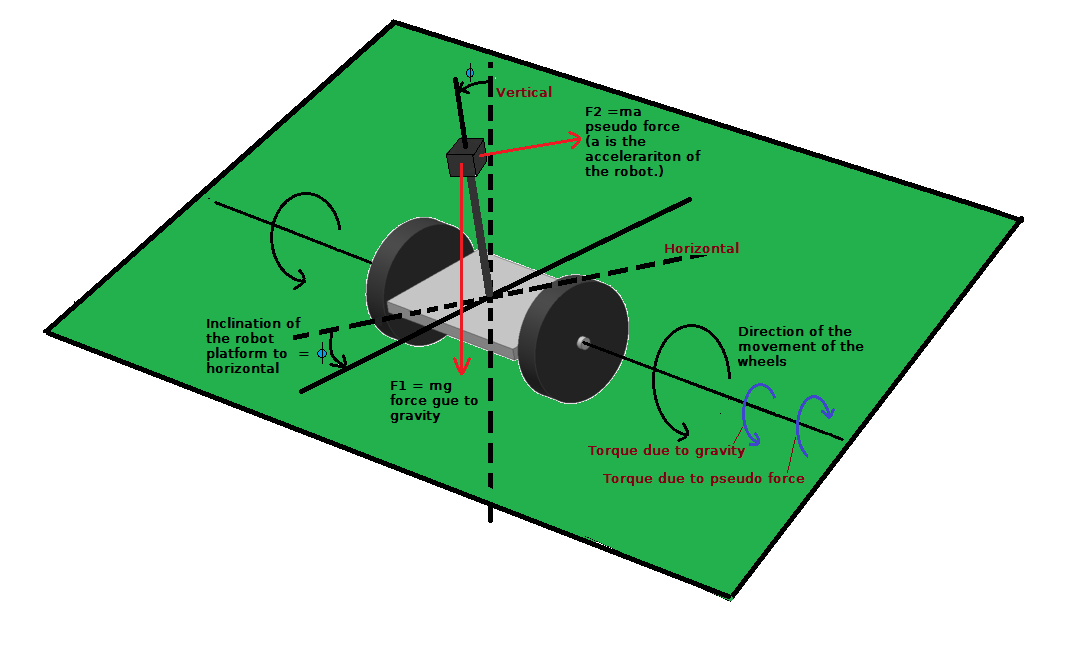 ϕ
Vertical
F2 =ma
pseudo force
(a is the
accelerariton of
the robot.)
Horizontal
Inclination of
the robot
platform to = ϕ
horizontal
Direction of the
movement of the
wheels
F1 = mg
force gue to
gravity
Torque due to gravity
Torque due to pseudo force